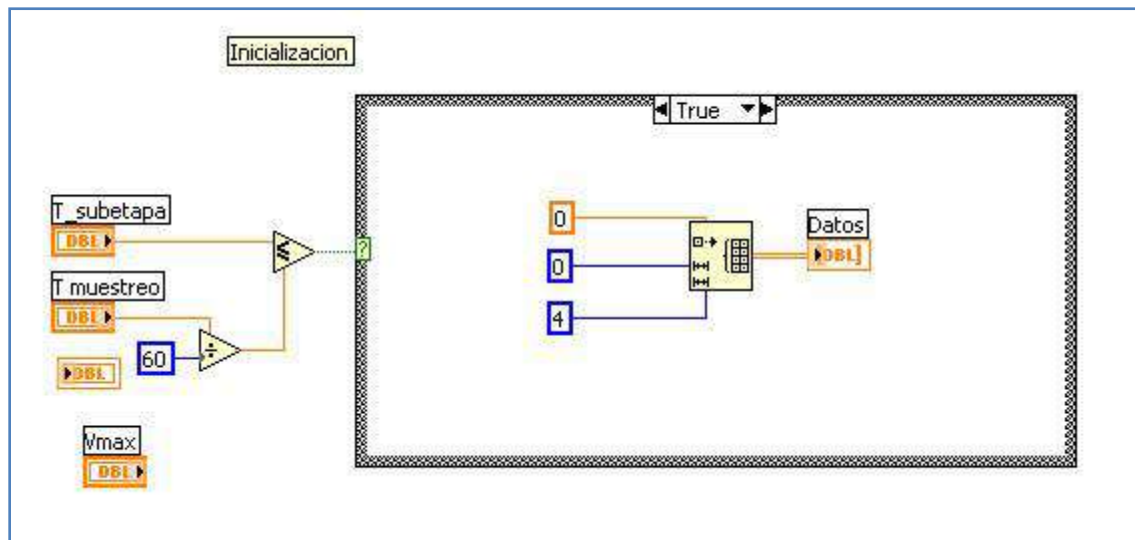 Inicializacion
True
T_subetapa
DBL
≤
?
T muestreo
DBL
60
÷
DBL
Vmax
DBL
0
0
4
Datos
[DBL]